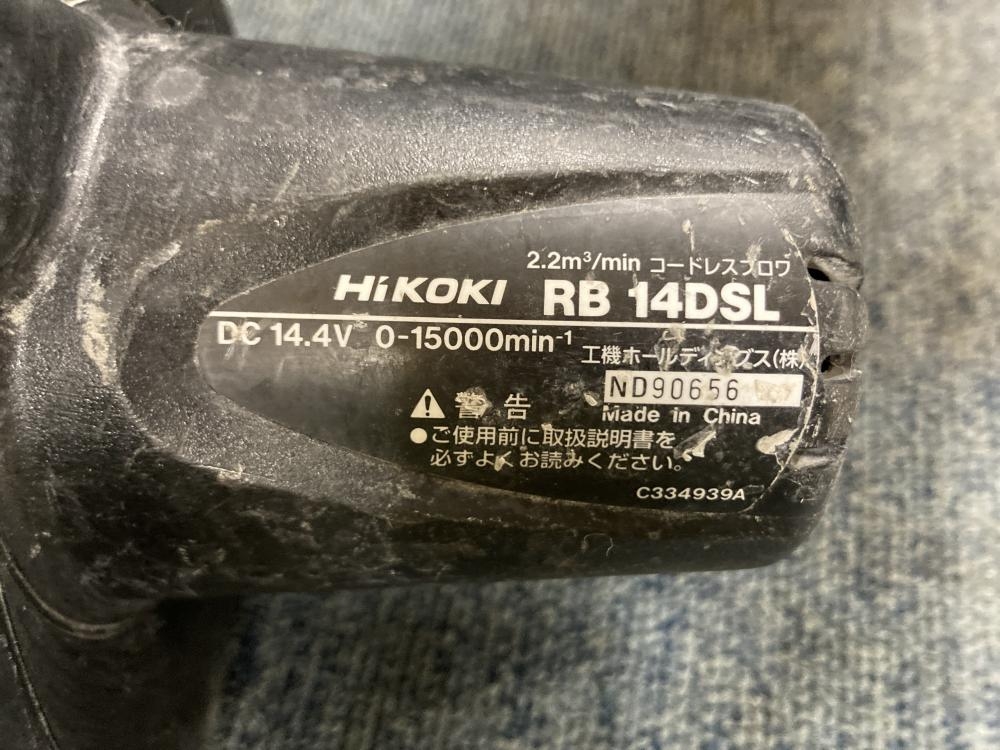 2.2m³/min コードレスブロワ
HiKOKI RB 14DSL
DC 14.4V 0-15000min⁻¹
工機ホールディングス(株)
ND90656
Made in China
警告
●ご使用前に取扱説明書を
必ずよくお読みください。
C334939A